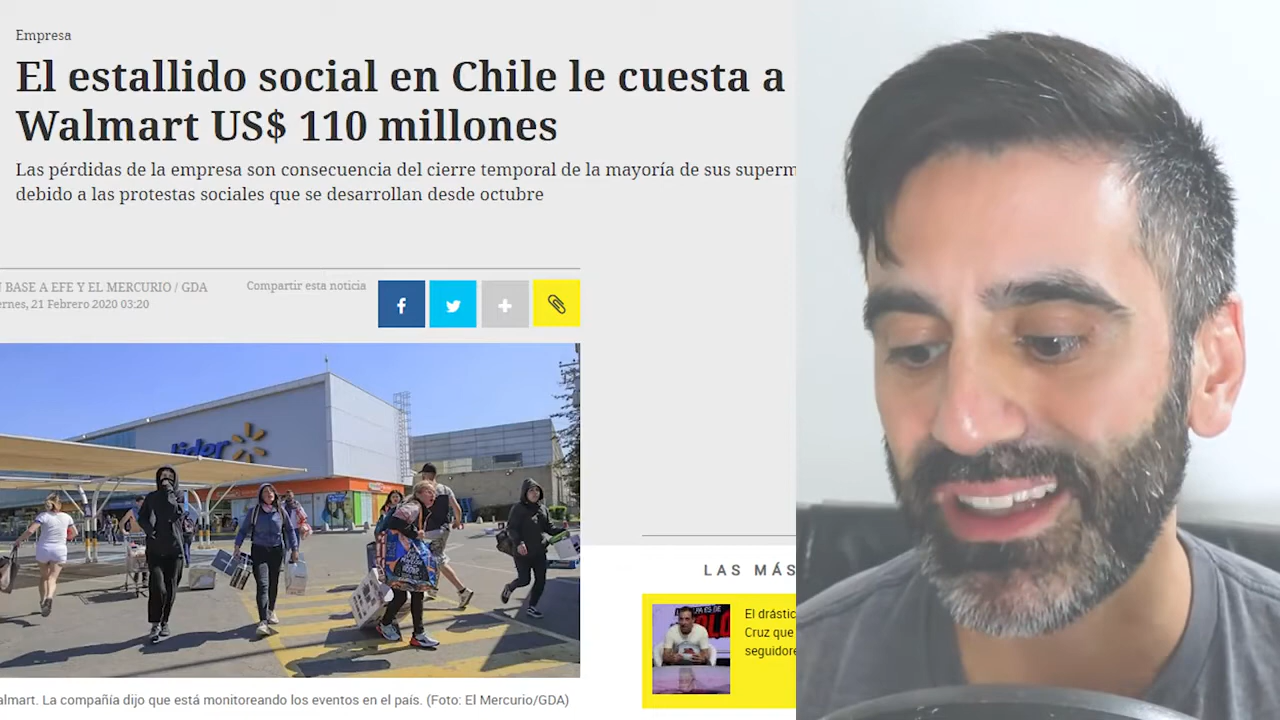 Empresa
El estallido social en Chile le cuesta a
Walmart US$ 110 millones
Las pérdidas de la empresa son consecuencia del cierre temporal de la mayoría de sus superm
debido a las protestas sociales que se desarrollan desde octubre
BASE A EFE Y EL MERCURIO / GDA
Compartir esta noticia
ernes, 21 Febrero 2020 03:20
lider
LAS MÁS
El drástic
Cruz que
seguidore
almart. La compañía dijo que está monitoreando los eventos en el país. (Foto: El Mercurio/GDA)